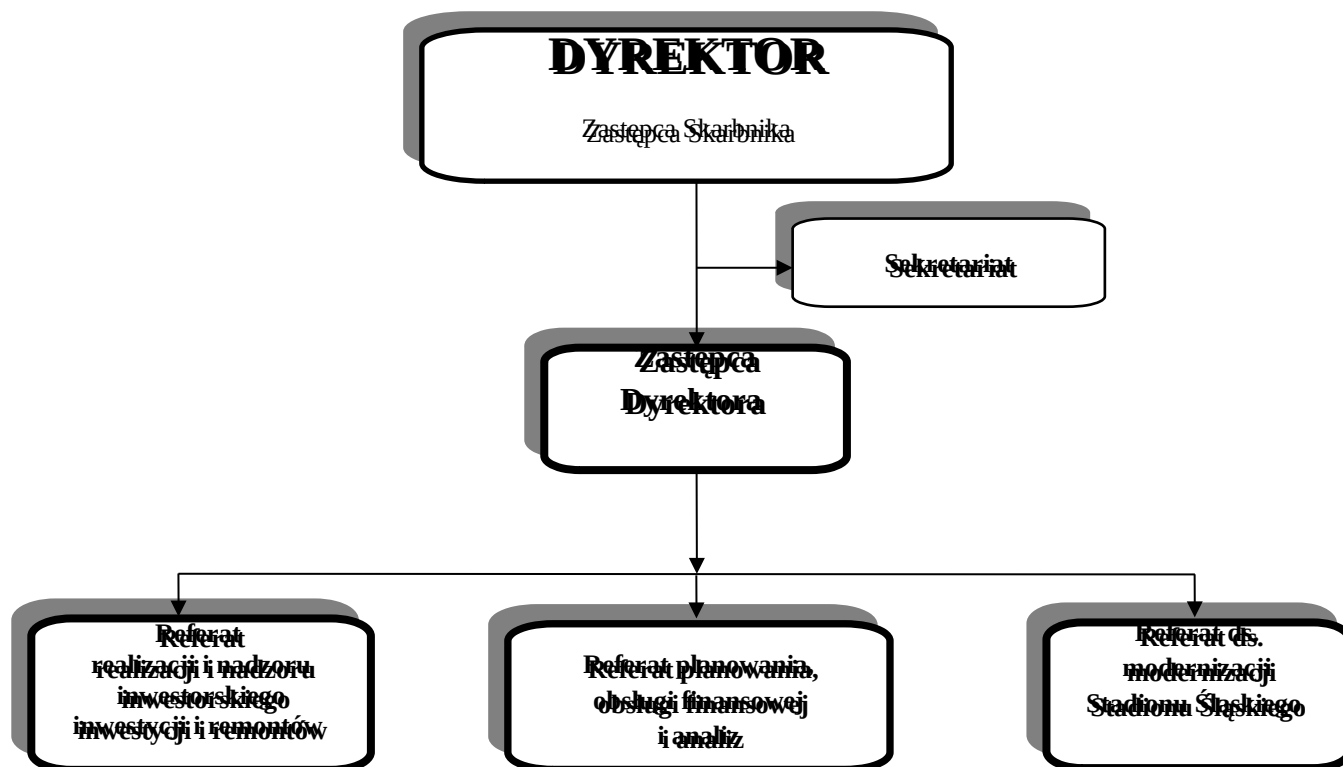 DYREKTOR
Zastępca Skarbnika
Sekretariat
Zastępca
Dyrektora
Referat
realizacji i nadzoru
inwestorskiego
inwestycji i remontów
Referat planowania,
obsługi finansowej
i analiz
Referat ds.
modernizacji
Stadionu Śląskiego